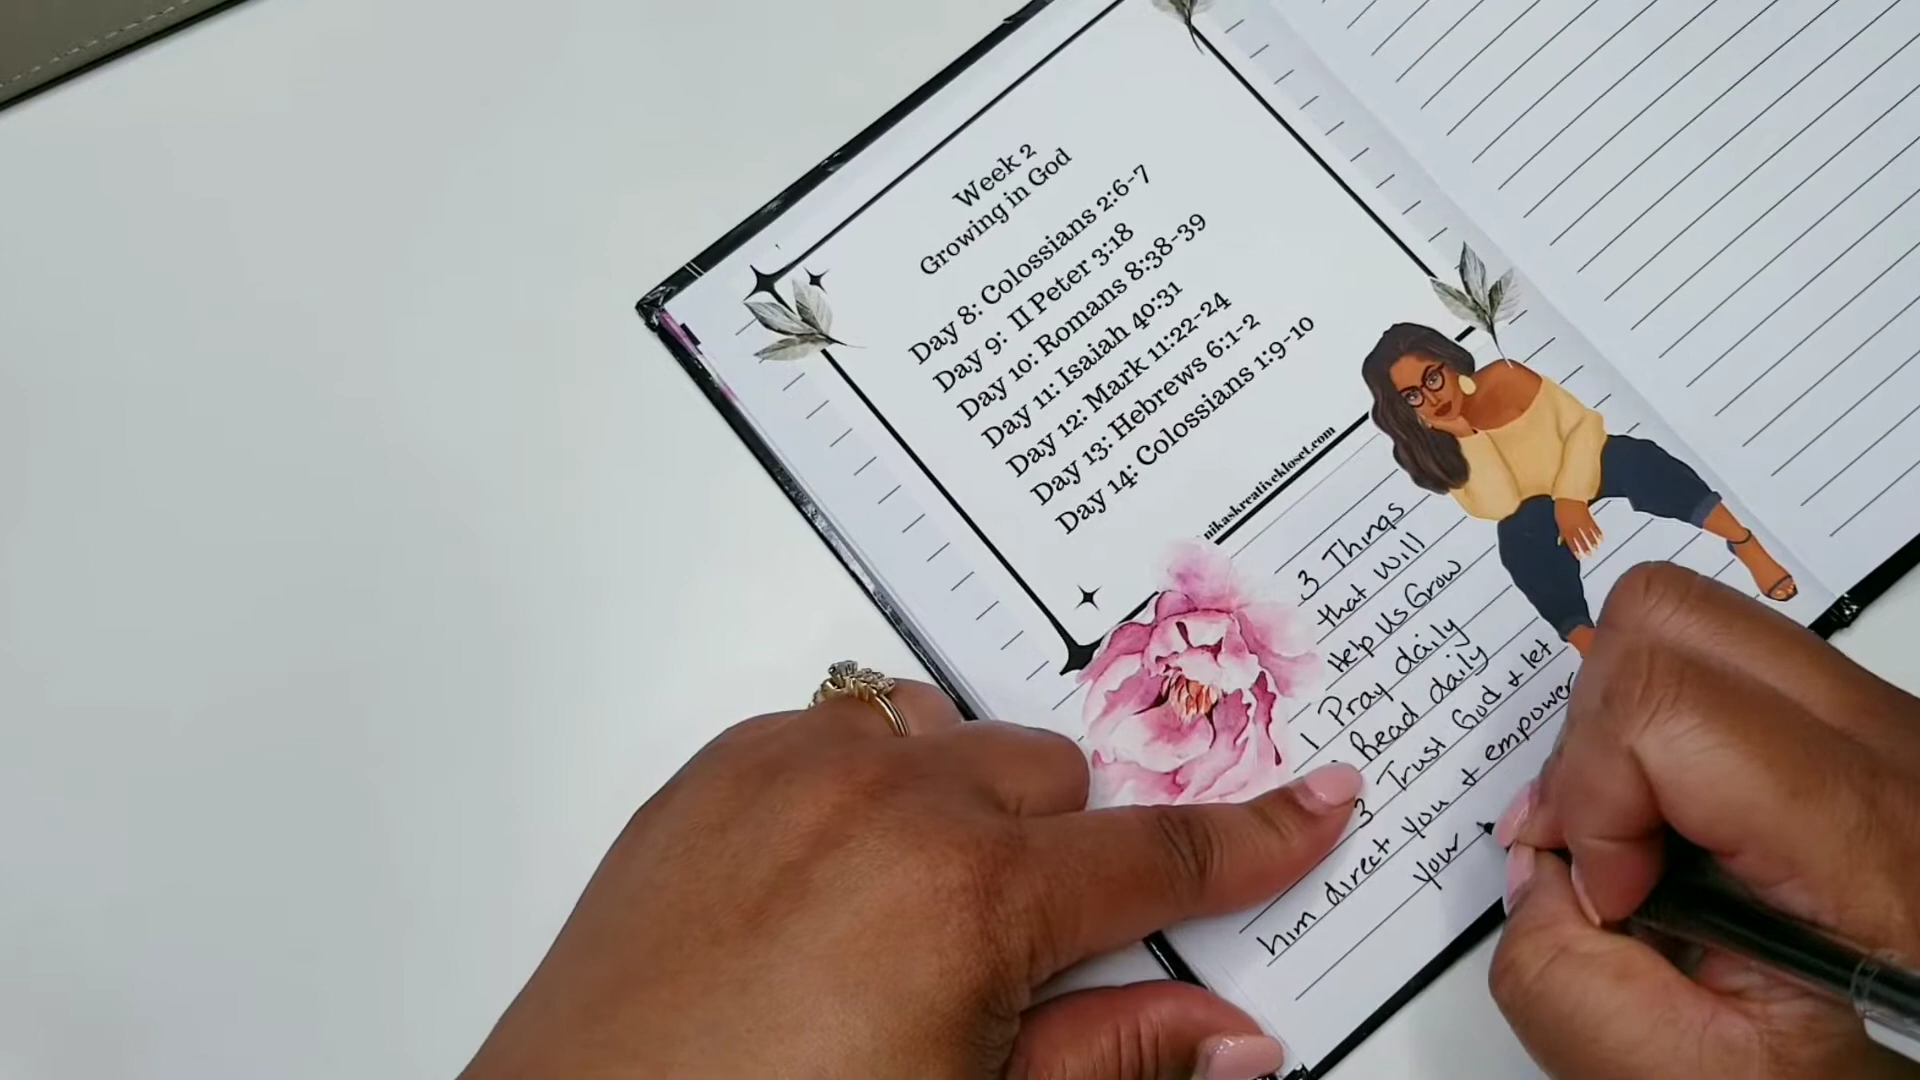 Week 2
Growing in God
Day 8: Colossians 2:6-7
Day 9: II Peter 3:18
Day 10: Romans 8:38-39
Day 11: Isaiah 40:31
Day 12: Mark 11:22-24
Day 13: Hebrews 6:1-2
Day 14: Colossians 1:9-10
nikaskreativekloset.com
3 Things
that will
Help Us Grow
1 Pray daily
Read daily
3 Trust God & let
him direct you & empower
your